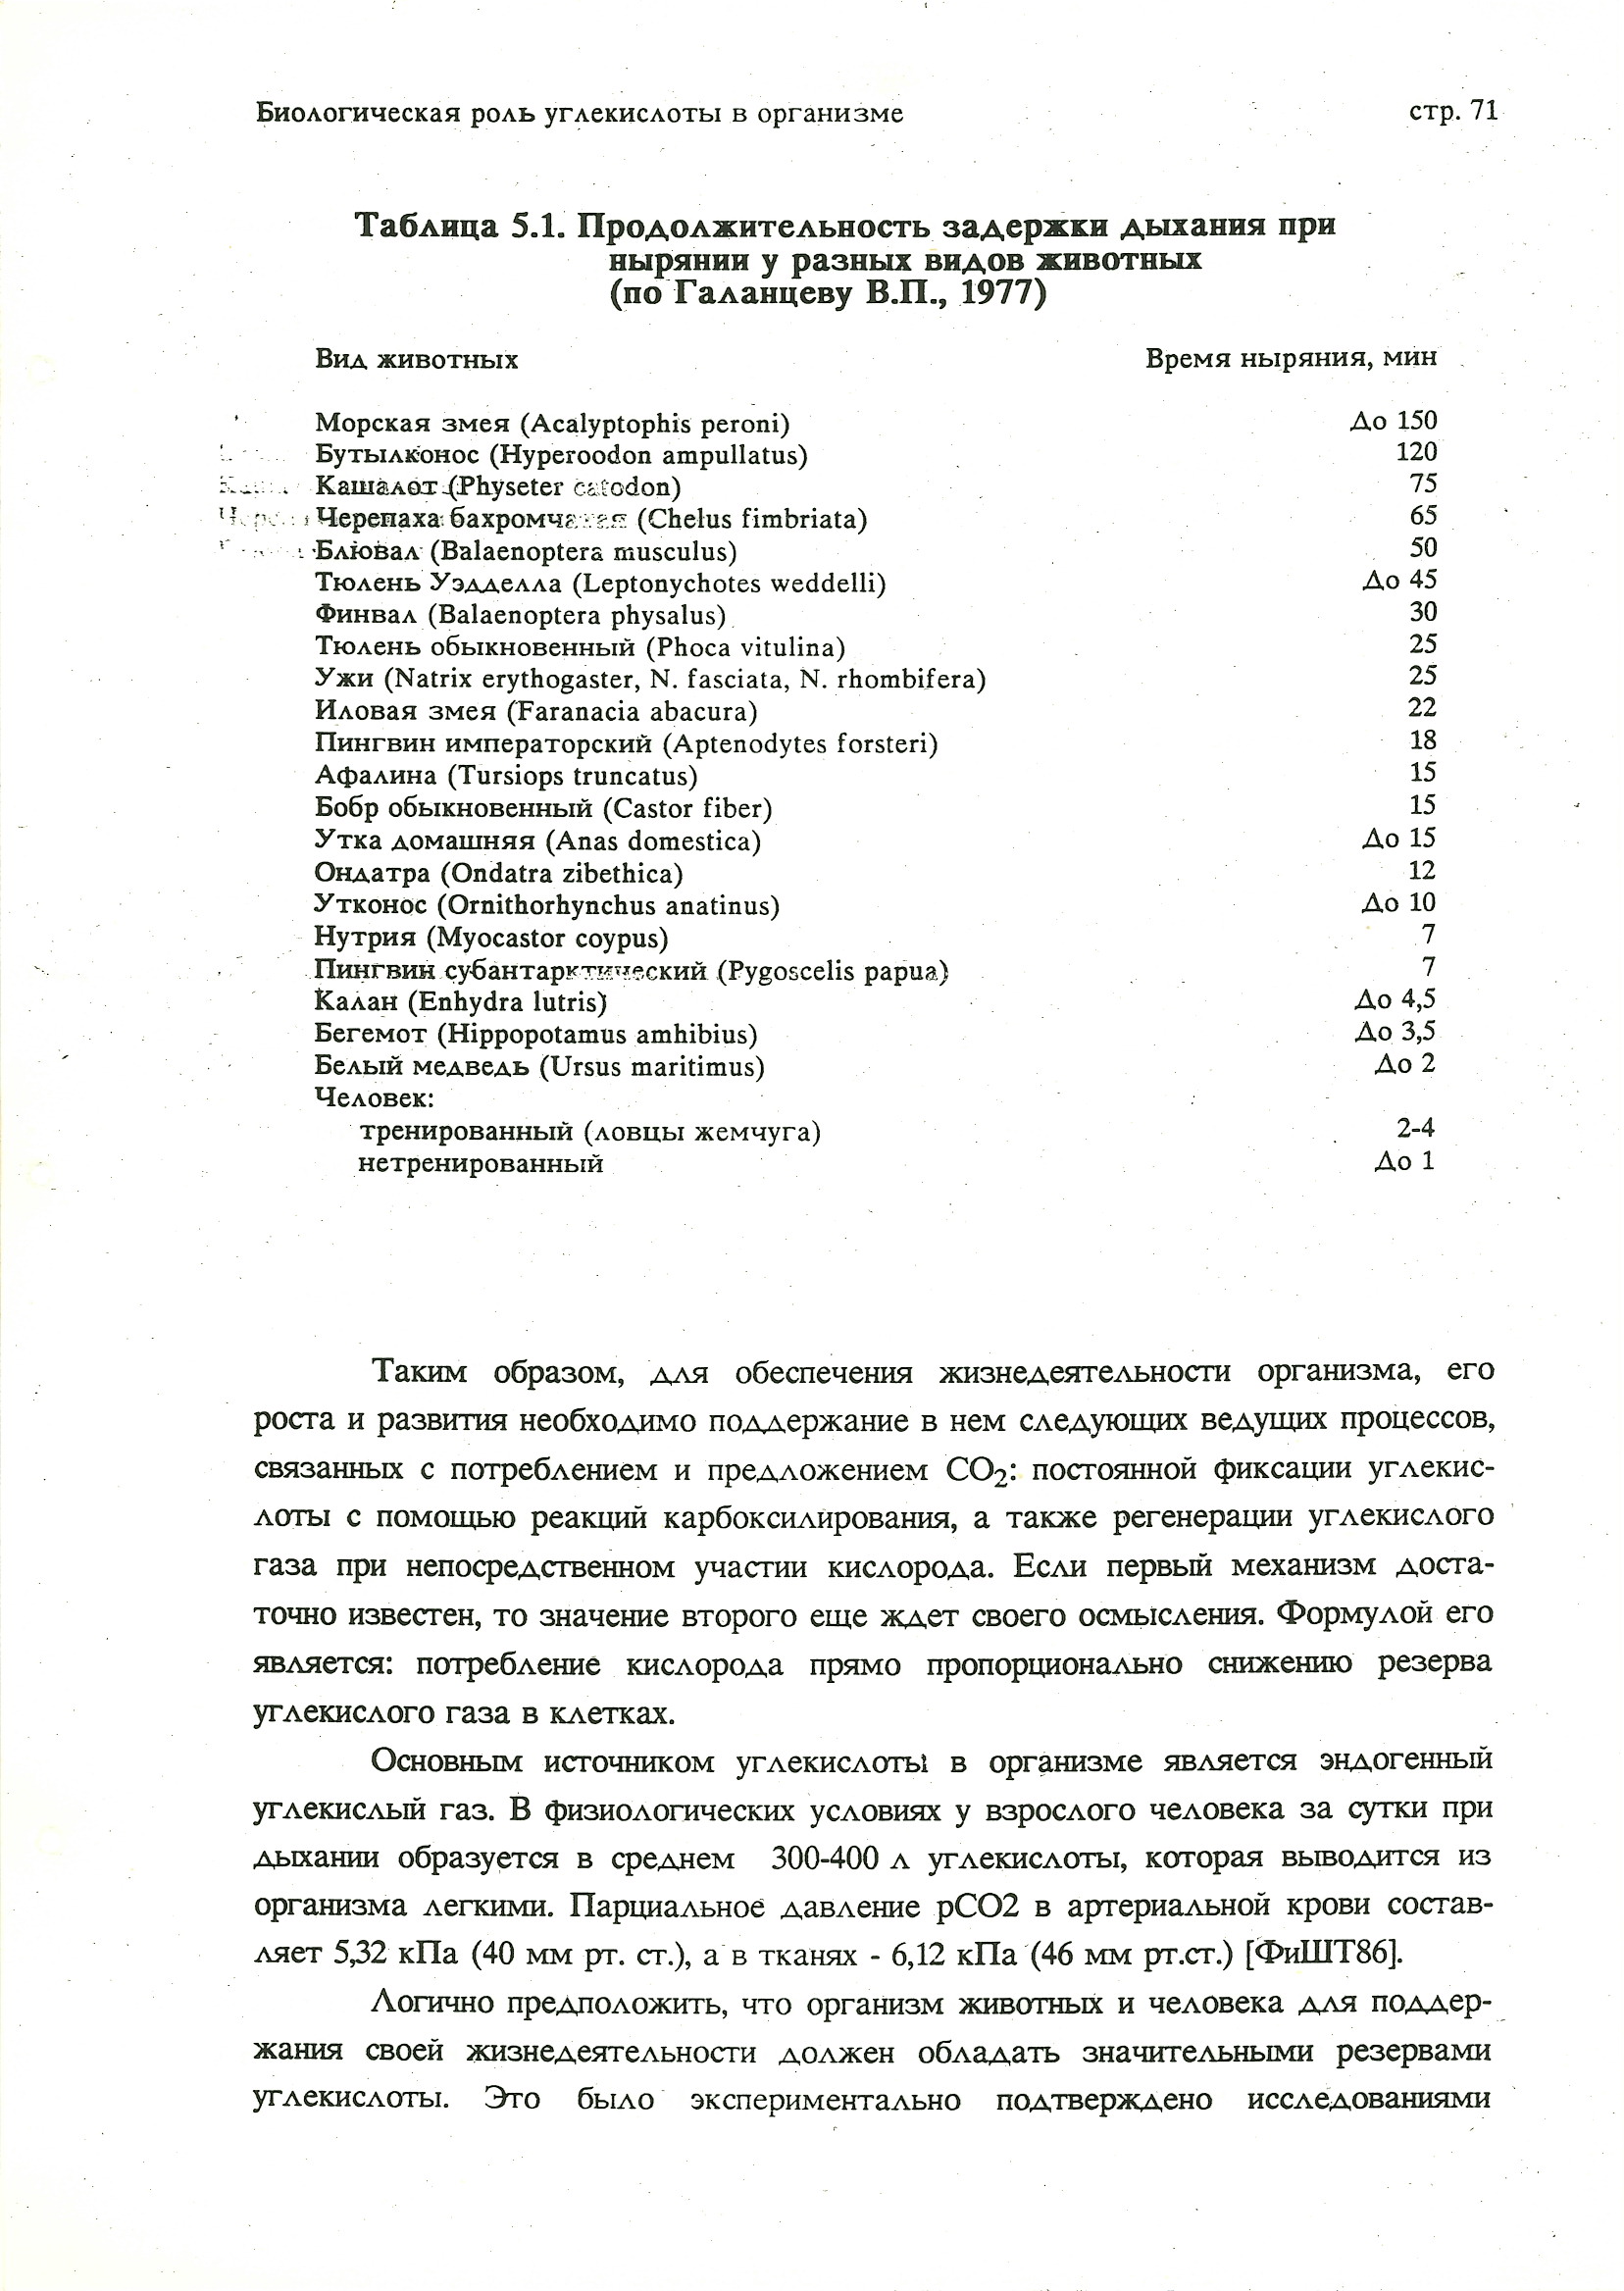 Биологическая роль углекислоты в организме стр. 71
Таблица 5.1. Продолжительность задержки дыхания при
нырянии у разных видов животных
(по Галанцеву В.П., 1977)
Вид животных Время ныряния, мин
Морская змея (Acalyptophis peroni) До 150
Бутылконос (Hyperoodon ampullatus) 120
Кашалот (Physeter catodon) 75
Черепаха бахромчатая (Chelus fimbriata) 65
Блювал (Balaenoptera musculus) 50
Тюлень Уэдделла (Leptonychotes weddelli) До 45
Финвал (Balaenoptera physalus) 30
Тюлень обыкновенный (Phoca vitulina) 25
Ужи (Natrix erythogaster, N. fasciata, N. rhombifera) 25
Иловая змея (Faranacia abacura) 22
Пингвин императорский (Aptenodytes forsteri) 18
Афалина (Tursiops truncatus) 15
Бобр обыкновенный (Castor fiber) 15
Утка домашняя (Anas domestica) До 15
Ондатра (Ondatra zibethica) 12
Утконос (Ornithorhynchus anatinus) До 10
Нутрия (Myocastor coypus) 7
Пингвин субантарктический (Pygoscelis papua) 7
Калан (Enhydra lutris) До 4,5
Бегемот (Hippopotamus amhibius) До 3,5
Белый медведь (Ursus maritimus) До 2
Человек:
тренированный (ловцы жемчуга) 2-4
нетренированный До 1
Таким образом, для обеспечения жизнедеятельности организма, его
роста и развития необходимо поддержание в нем следующих ведущих процессов,
связанных с потреблением и предложением CO₂: постоянной фиксации углекис-
лоты с помощью реакций карбоксилирования, а также регенерации углекислого
газа при непосредственном участии кислорода. Если первый механизм доста-
точно известен, то значение второго еще ждет своего осмысления. Формулой его
является: потребление кислорода прямо пропорционально снижению резерва
углекислого газа в клетках.
Основным источником углекислоты в организме является эндогенный
углекислый газ. В физиологических условиях у взрослого человека за сутки при
дыхании образуется в среднем 300-400 л углекислоты, которая выводится из
организма легкими. Парциальное давление pCO2 в артериальной крови состав-
ляет 5,32 кПа (40 мм рт. ст.), а в тканях - 6,12 кПа (46 мм рт.ст.) [ФиШТ86].
Логично предположить, что организм животных и человека для поддер-
жания своей жизнедеятельности должен обладать значительными резервами
углекислоты. Это было экспериментально подтверждено исследованиями